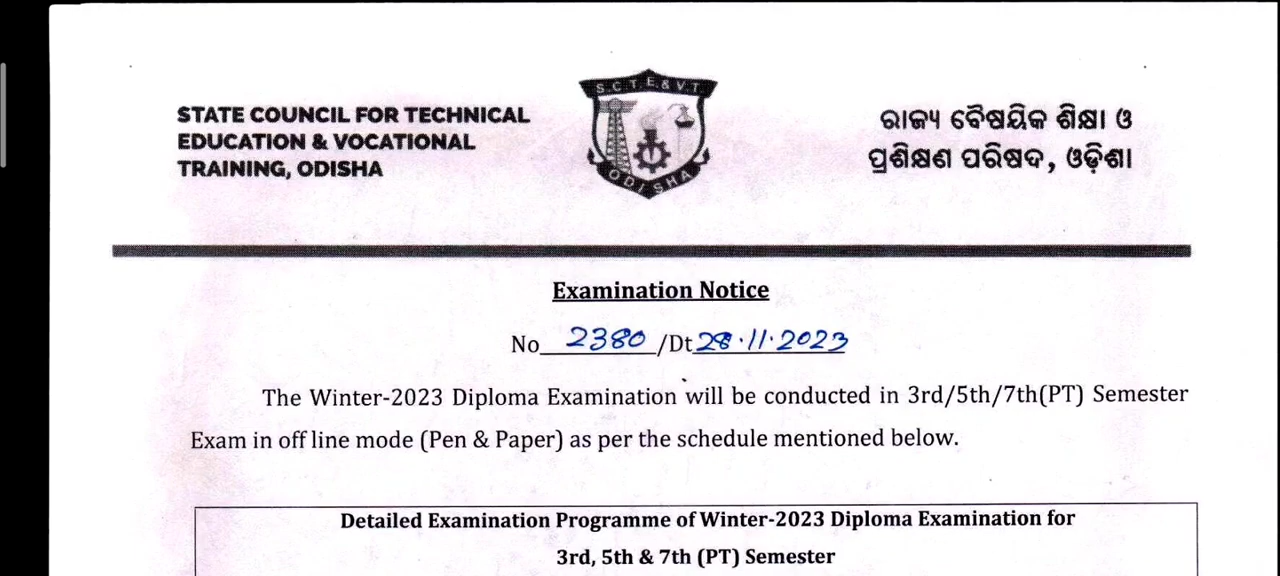 STATE COUNCIL FOR TECHNICAL
EDUCATION & VOCATIONAL
TRAINING, ODISHA
S.C.T.E.&V.T
ODISHA
ରାଜ୍ୟ ବୈଷୟିକ ଶିକ୍ଷା ଓ
ପ୍ରଶିକ୍ଷଣ ପରିଷଦ, ଓଡ଼ିଶା
Examination Notice
No 2380 /Dt 28.11.2023
The Winter-2023 Diploma Examination will be conducted in 3rd/5th/7th(PT) Semester
Exam in off line mode (Pen & Paper) as per the schedule mentioned below.
Detailed Examination Programme of Winter-2023 Diploma Examination for
3rd, 5th & 7th (PT) Semester